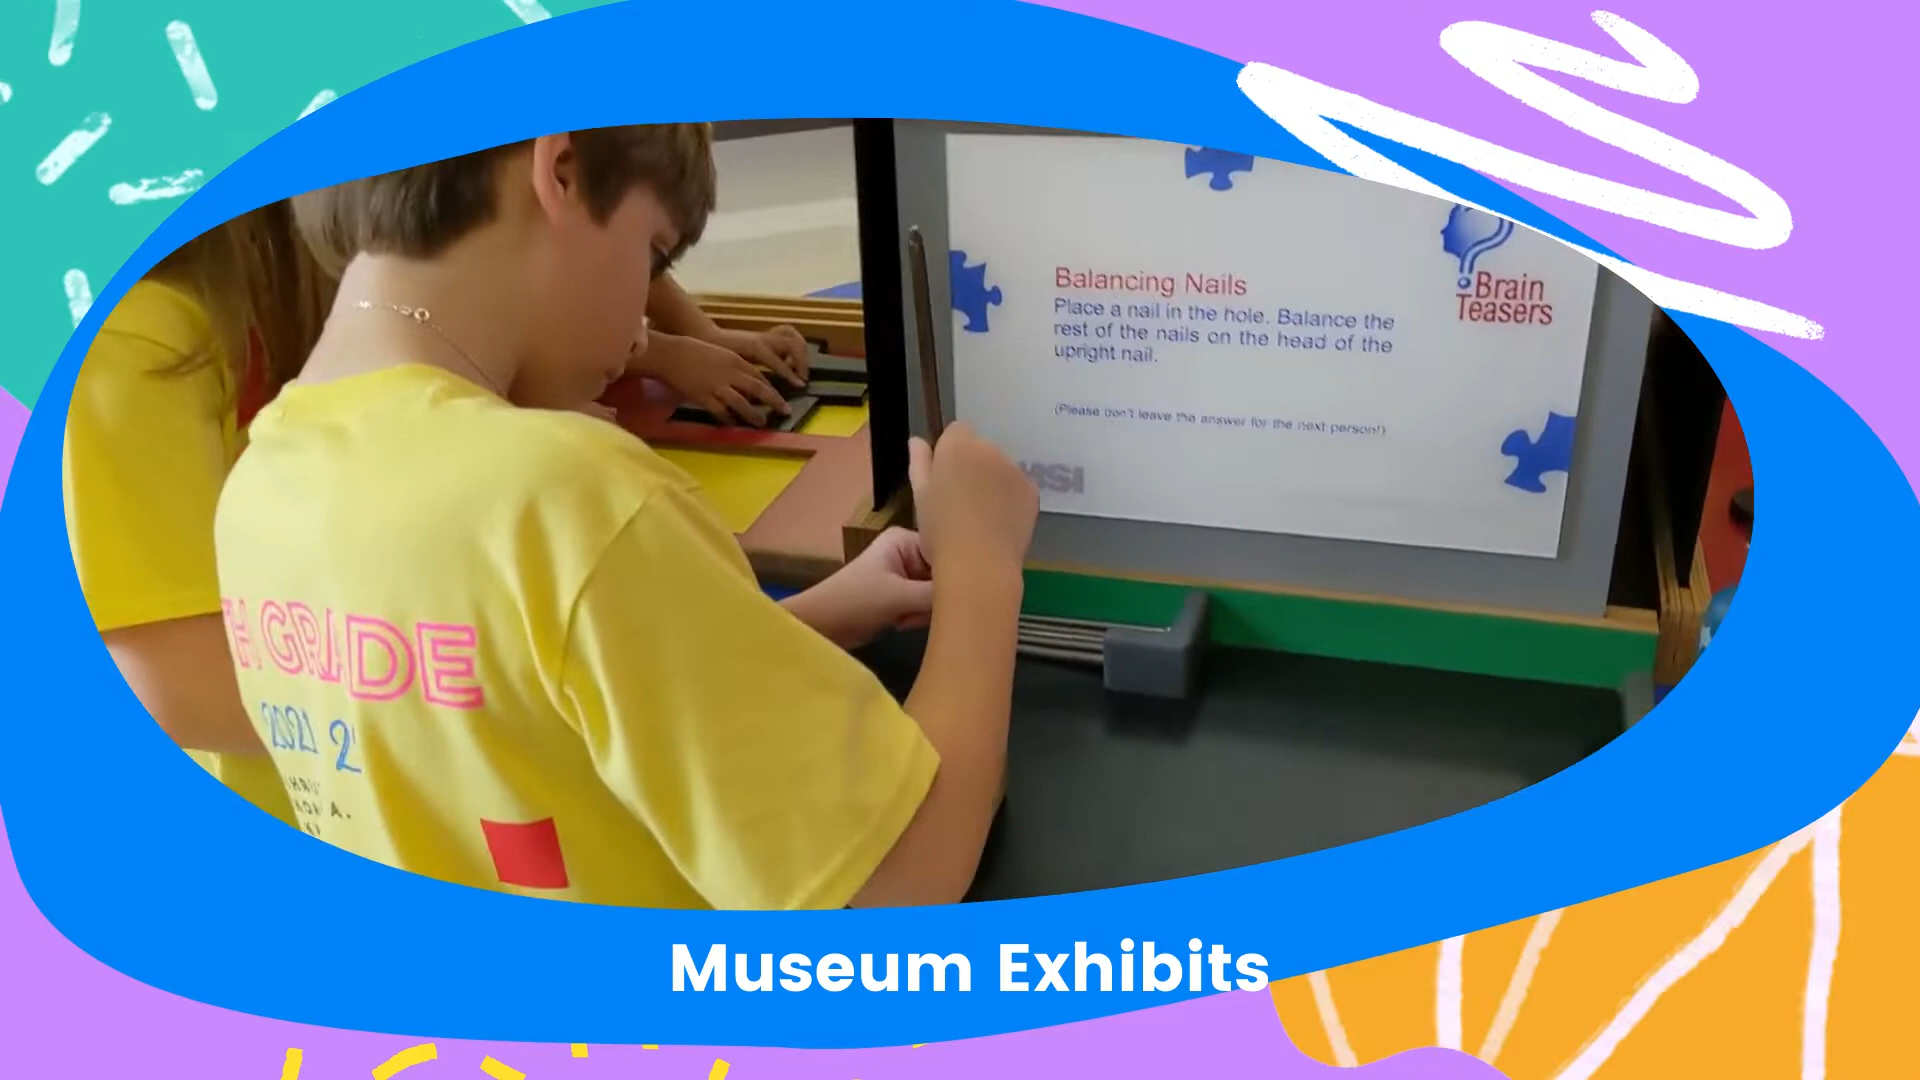 Balancing Nails
Place a nail in the hole. Balance the
rest of the nails on the head of the
upright nail.
(Please don't leave the answer for the next person!)
Brain
Teasers
GRADE
2021
Museum Exhibits